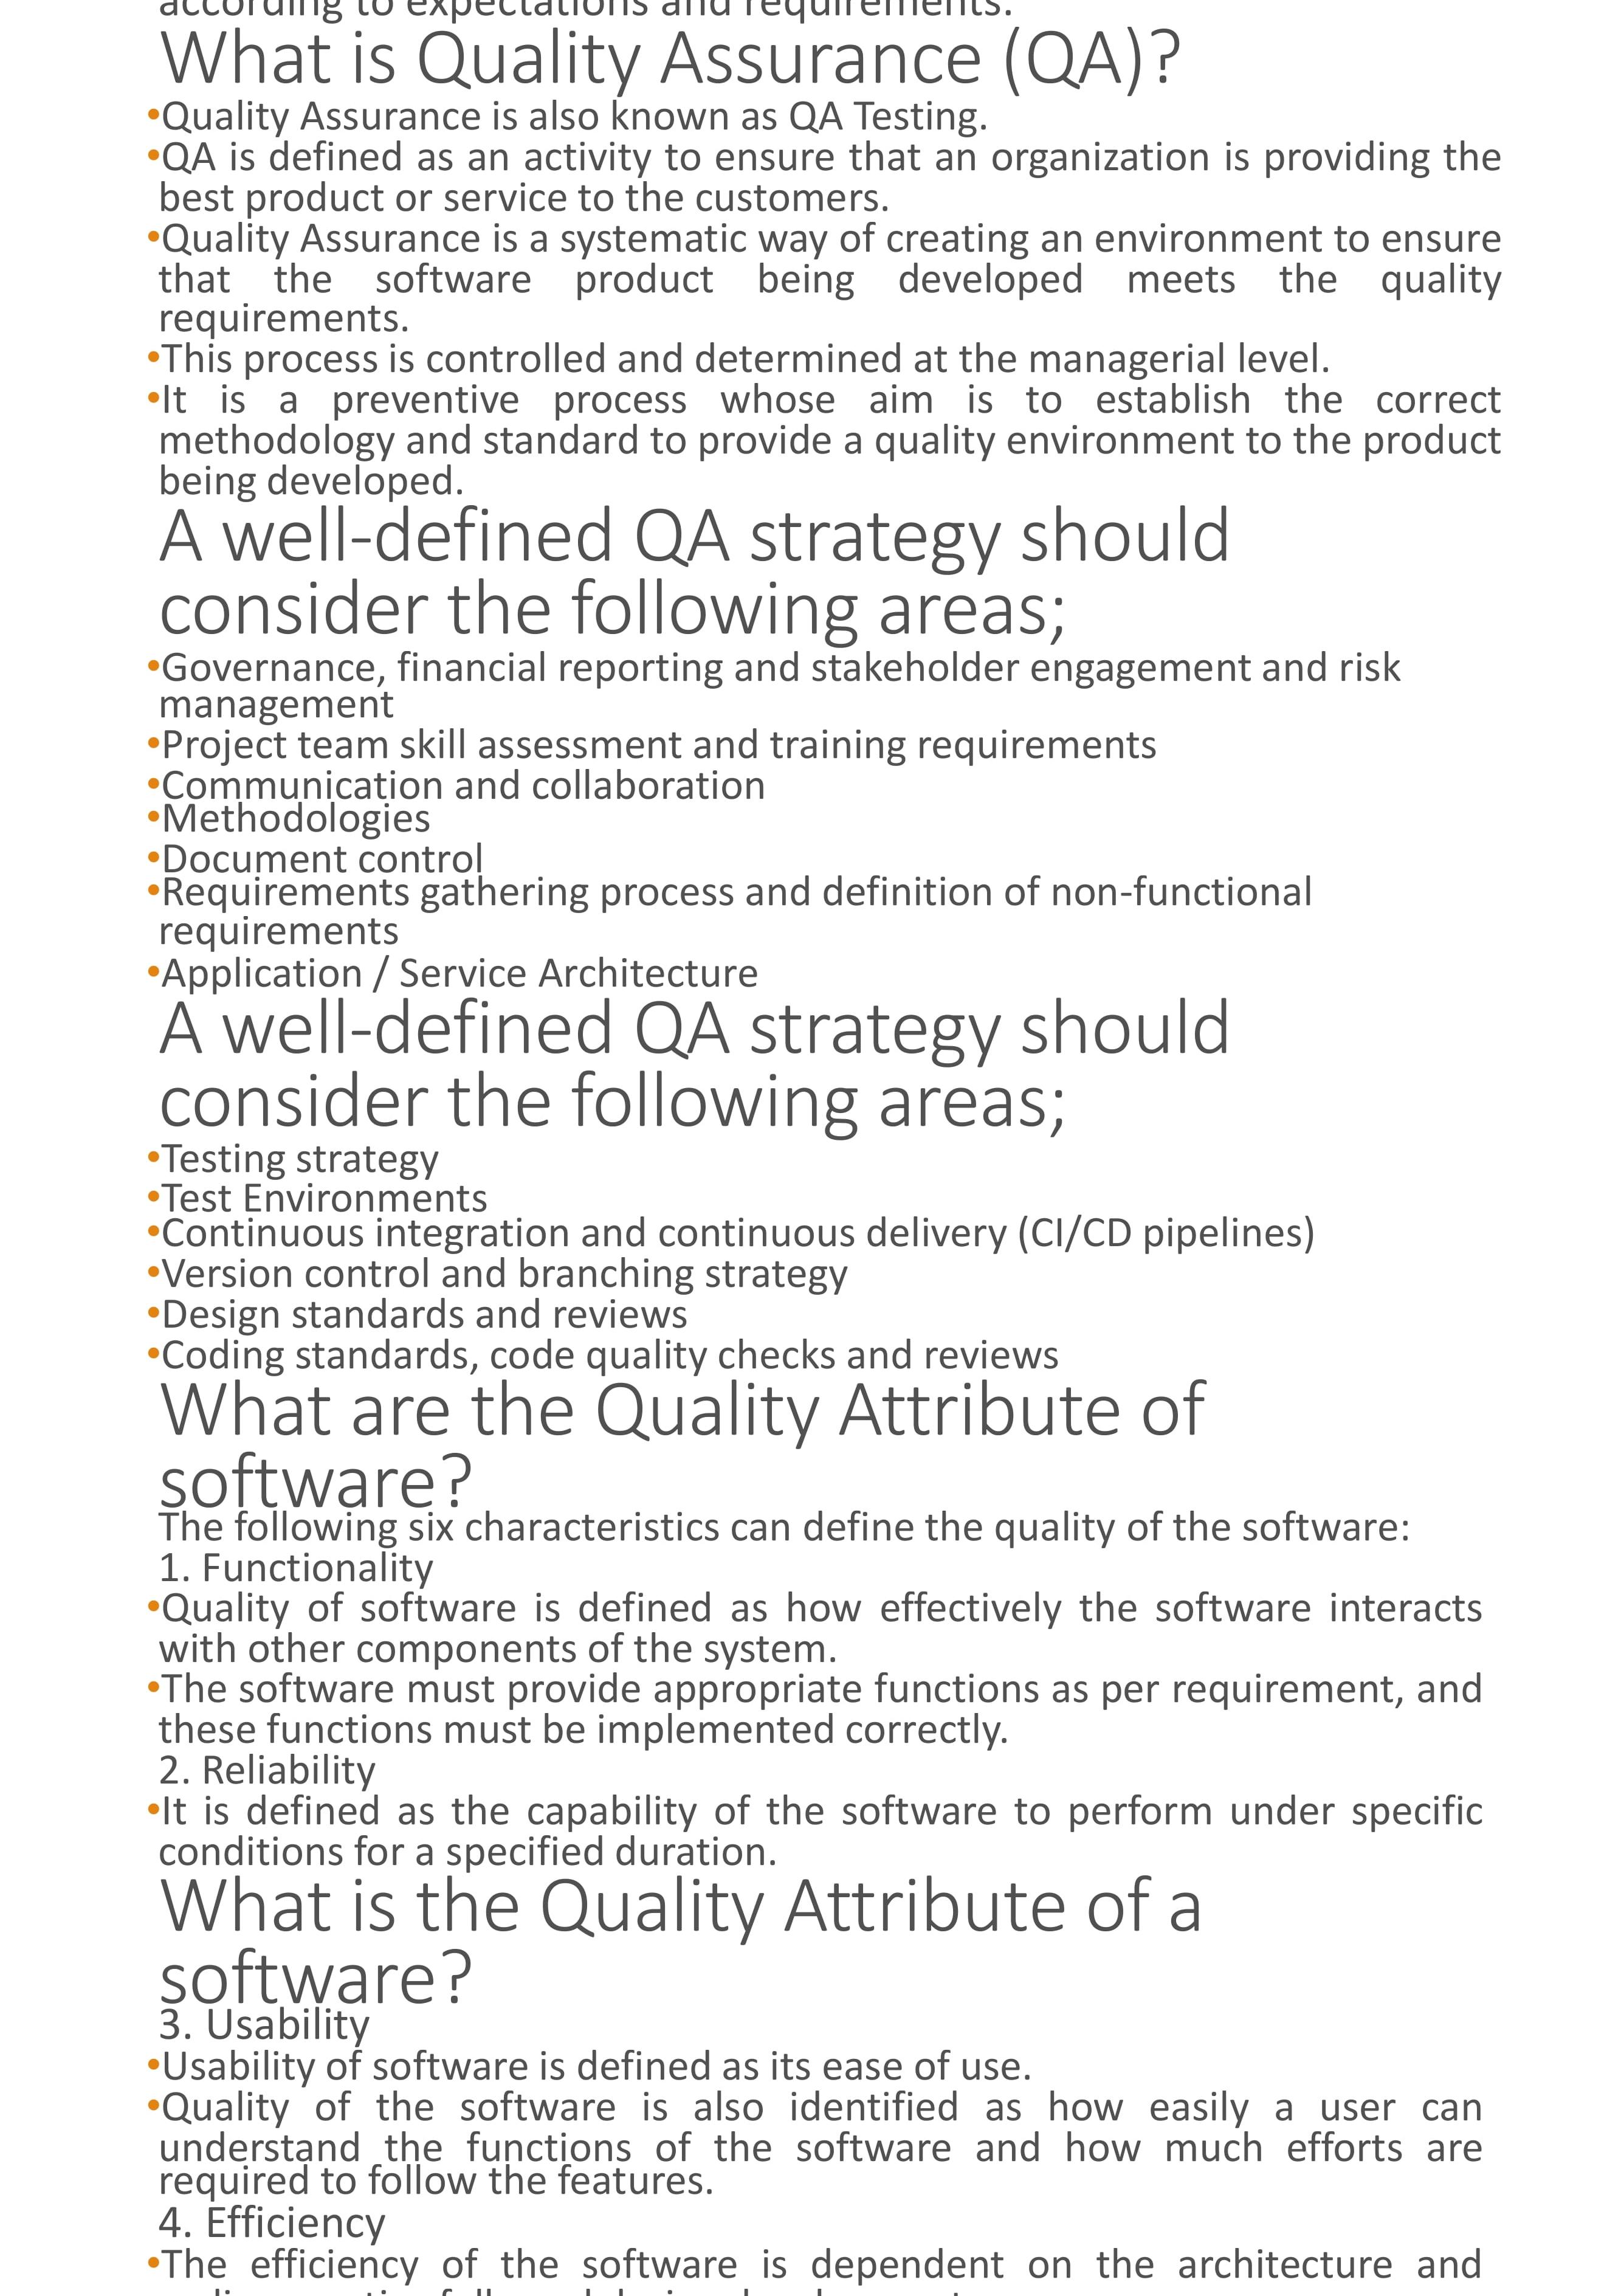 according to expectations and requirements.
What is Quality Assurance (QA)?
•Quality Assurance is also known as QA Testing.
•QA is defined as an activity to ensure that an organization is providing the
best product or service to the customers.
•Quality Assurance is a systematic way of creating an environment to ensure
that the software product being developed meets the quality
requirements.
•This process is controlled and determined at the managerial level.
•It is a preventive process whose aim is to establish the correct
methodology and standard to provide a quality environment to the product
being developed.
A well-defined QA strategy should
consider the following areas;
•Governance, financial reporting and stakeholder engagement and risk
management
•Project team skill assessment and training requirements
•Communication and collaboration
•Methodologies
•Document control
•Requirements gathering process and definition of non-functional
requirements
•Application / Service Architecture
A well-defined QA strategy should
consider the following areas;
•Testing strategy
•Test Environments
•Continuous integration and continuous delivery (CI/CD pipelines)
•Version control and branching strategy
•Design standards and reviews
•Coding standards, code quality checks and reviews
What are the Quality Attribute of
software?
The following six characteristics can define the quality of the software:
1. Functionality
•Quality of software is defined as how effectively the software interacts
with other components of the system.
•The software must provide appropriate functions as per requirement, and
these functions must be implemented correctly.
2. Reliability
•It is defined as the capability of the software to perform under specific
conditions for a specified duration.
What is the Quality Attribute of a
software?
3. Usability
•Usability of software is defined as its ease of use.
•Quality of the software is also identified as how easily a user can
understand the functions of the software and how much efforts are
required to follow the features.
4. Efficiency
•The efficiency of the software is dependent on the architecture and